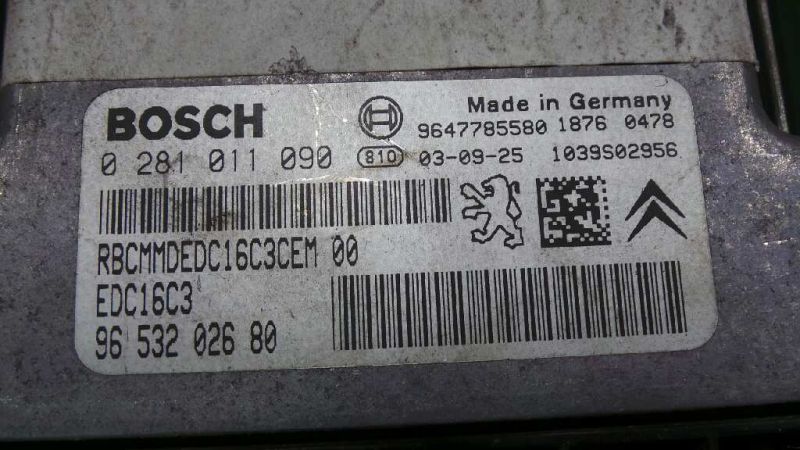 BOSCH
Made in Germany
9647785580 1876 0478
0 281 011 090 810 03-09-25 1039S02956
RBCMMDEDC16C3CEM 00
EDC16C3
96 532 026 80